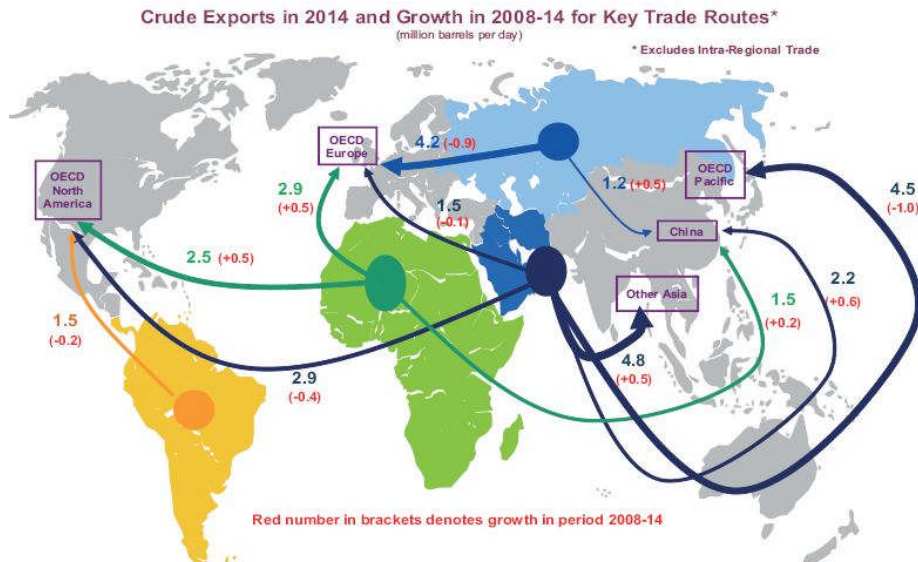 Crude Exports in 2014 and Growth in 2008-14 for Key Trade Routes*
(million barrels per day)
* Excludes Intra-Regional Trade
OECD
Europe
4.2 (-0.9)
OECD
North
America
OECD
Pacific
2.9
(+0.5)
1.2 (+0.5)
4.5
(-1.0)
1.5
(-0.1)
China
2.5 (+0.5)
2.2
(+0.6)
Other Asia
1.5
(+0.2)
1.5
(-0.2)
4.8
(+0.5)
2.9
(-0.4)
Red number in brackets denotes growth in period 2008-14